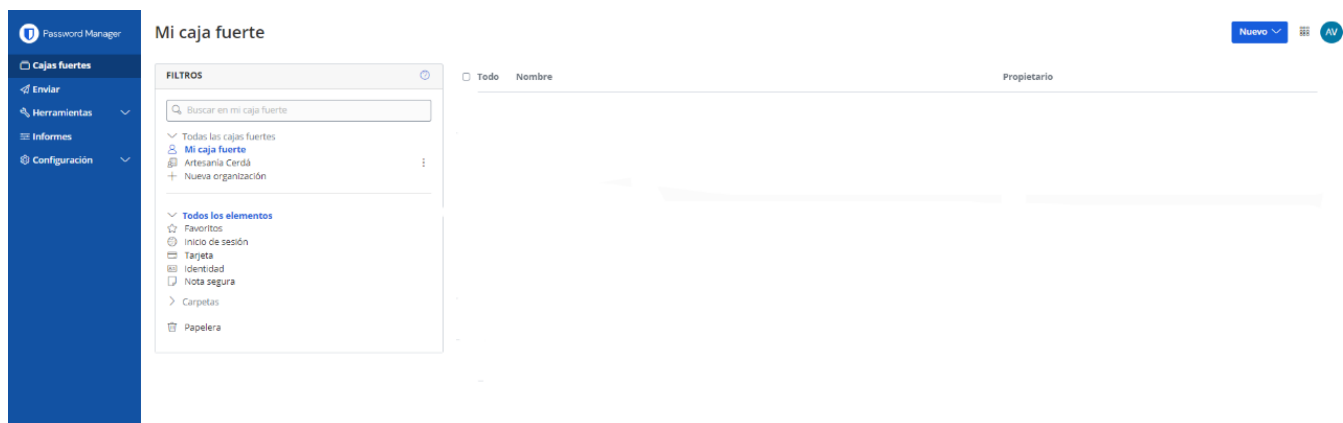 Password Manager
Cajas fuertes
Enviar
Herramientas
Informes
Configuración
Mi caja fuerte
Nuevo
AV
FILTROS
Buscar en mi caja fuerte
Todas las cajas fuertes
Mi caja fuerte
Artesanía Cerdá
Nueva organización
Todos los elementos
Favoritos
Inicio de sesión
Tarjeta
Identidad
Nota segura
Carpetas
Papelera
Todo Nombre Propietario